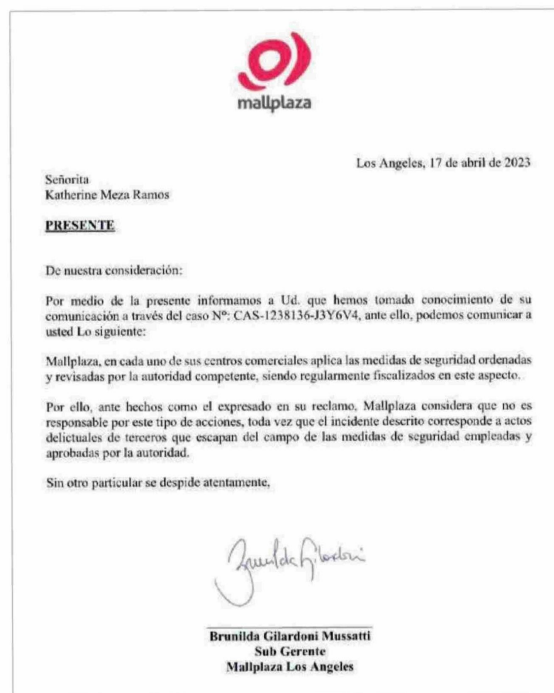 mallplaza
Los Angeles, 17 de abril de 2023
Señorita
Katherine Meza Ramos
PRESENTE
De nuestra consideración:
Por medio de la presente informamos a Ud. que hemos tomado conocimiento de su
comunicación a través del caso Nº: CAS-1238136-J3Y6V4, ante ello, podemos comunicar a
usted Lo siguiente:
Mallplaza, en cada uno de sus centros comerciales aplica las medidas de seguridad ordenadas
y revisadas por la autoridad competente, siendo regularmente fiscalizados en este aspecto.
Por ello, ante hechos como el expresado en su reclamo, Mallplaza considera que no es
responsable por este tipo de acciones, toda vez que el incidente descrito corresponde a actos
delictuales de terceros que escapan del campo de las medidas de seguridad empleadas y
aprobadas por la autoridad.
Sin otro particular se despide atentamente,
Brunilda Gilardoni
Brunilda Gilardoni Mussatti
Sub Gerente
Mallplaza Los Angeles